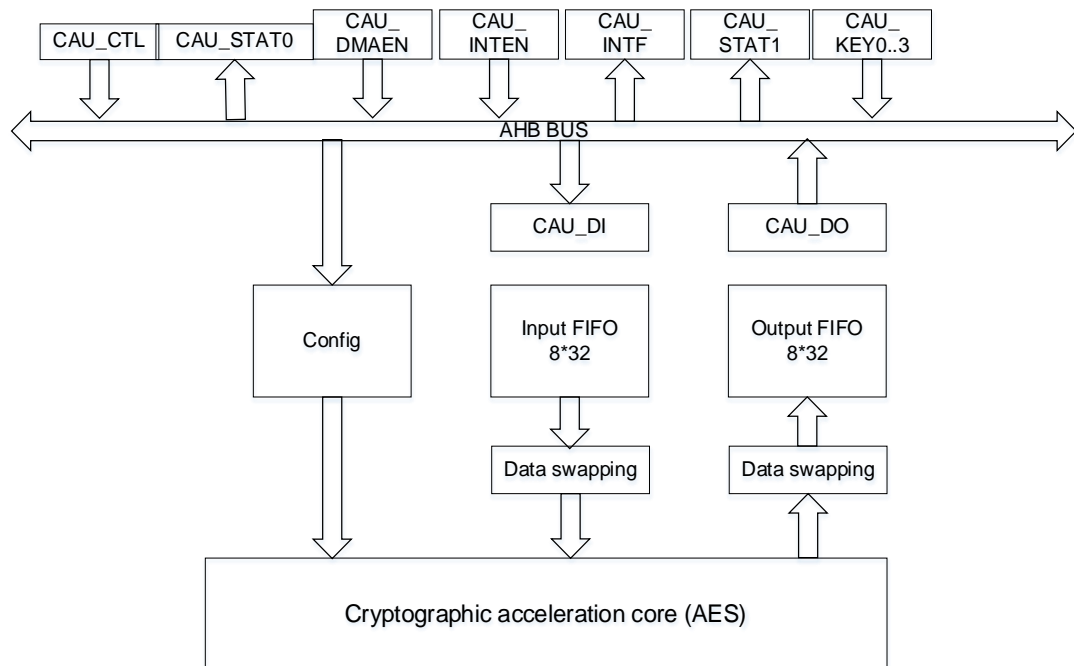 CAU_CTL
CAU_STAT0
CAU_
DMAEN
CAU_
INTEN
CAU_
INTF
CAU_
STAT1
CAU_
KEY0..3
AHB BUS
CAU_DI
CAU_DO
Config
Input FIFO
8*32
Output FIFO
8*32
Data swapping
Data swapping
Cryptographic acceleration core (AES)